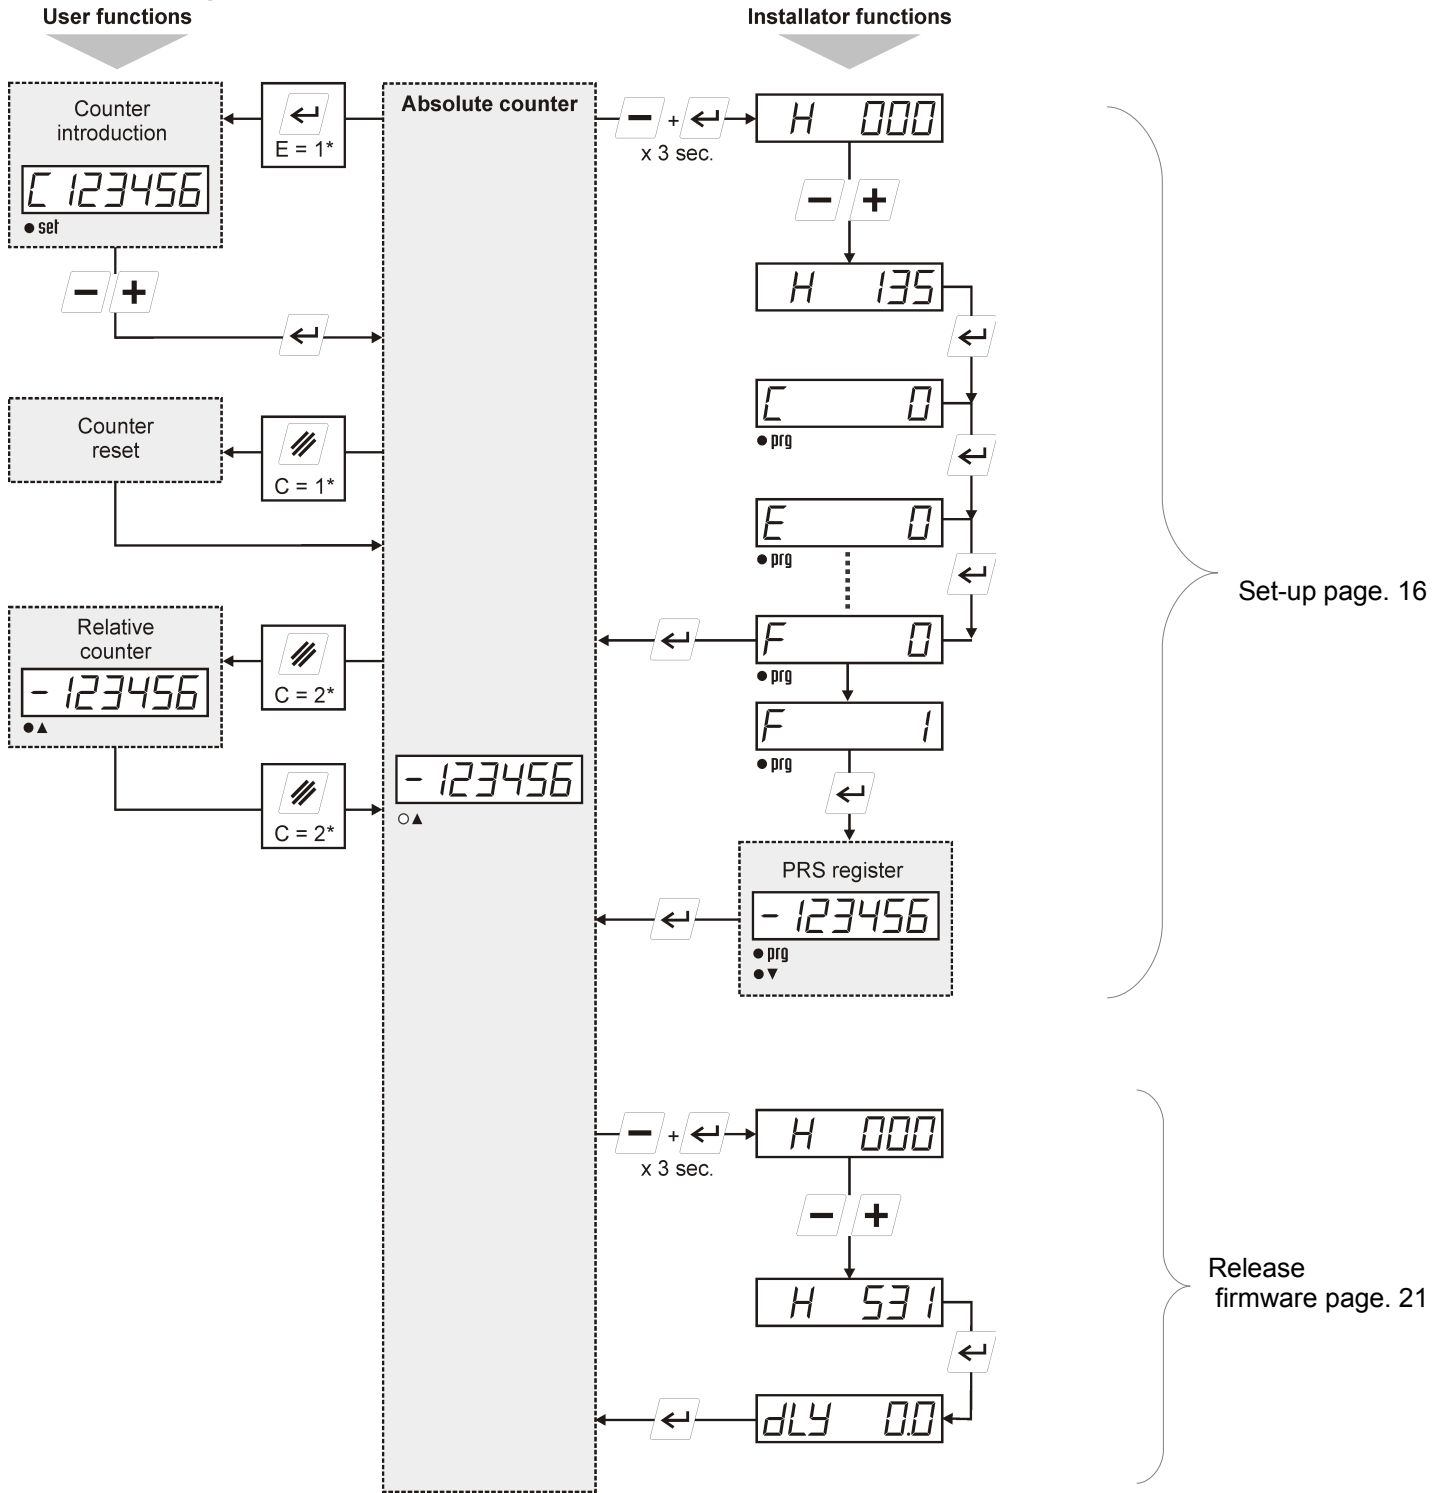 User functions
Installator functions
Counter
introduction
C 123456
set
E = 1*
Absolute counter
- + ↵
x 3 sec.
H 000
- +
H 135
- +
↵
↵
Counter
reset
C = 1*
C 0
prg
↵
E 0
prg
↵
Set-up page. 16
Relative
counter
- 123456
▲
C = 2*
↵
F 0
prg
F 1
prg
- 123456
▲
C = 2*
↵
PRS register
- 123456
prg
▼
↵
- + ↵
x 3 sec.
H 000
- +
H 531
↵
Release
firmware page. 21
dLY 0.0
↵